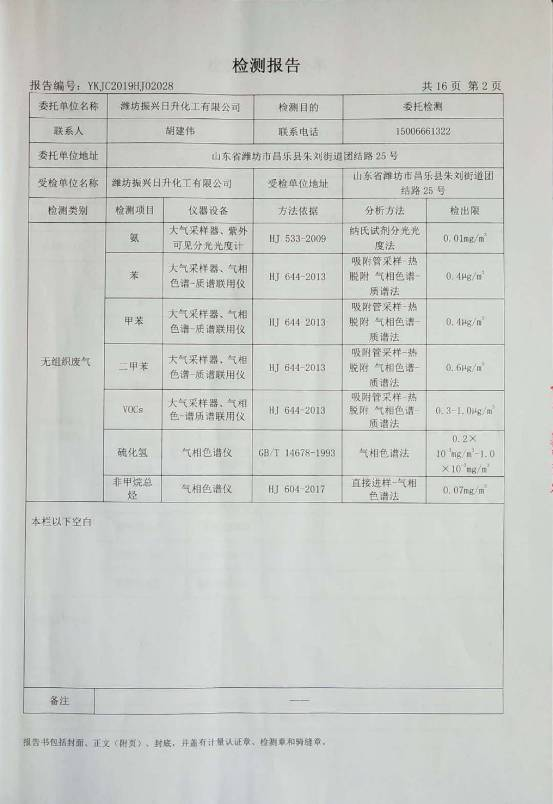 检测报告
报告编号：YKJC2019HJ02028 共 16 页 第 2 页
委托单位名称 潍坊振兴日升化工有限公司 检测目的 委托检测
联系人 胡建伟 联系电话 15006661322
委托单位地址 山东省潍坊市昌乐县朱刘街道团结路 25 号
受检单位名称 潍坊振兴日升化工有限公司 受检单位地址 山东省潍坊市昌乐县朱刘街道团
结路 25 号
检测类别 检测项目 仪器设备 方法依据 分析方法 检出限
无组织废气
氨 大气采样器、紫外 HJ 533-2009 纳氏试剂分光光 0.01mg/m³
可见分光光度计 度法
苯 大气采样器、气相 HJ 644-2013 吸附管采样-热 0.4μg/m³
色谱-质谱联用仪 脱附 气相色谱-
质谱法
甲苯 大气采样器、气相 HJ 644-2013 吸附管采样-热 0.4μg/m³
色谱-质谱联用仪 脱附 气相色谱-
质谱法
二甲苯 大气采样器、气相 HJ 644-2013 吸附管采样-热 0.6μg/m³
色谱-质谱联用仪 脱附 气相色谱-
质谱法
VOCs 大气采样器、气相 HJ 644-2013 吸附管采样-热 0.3-1.0μg/m³
色-谱质谱联用仪 脱附 气相色谱-
质谱法
硫化氢 气相色谱仪 GB/T 14678-1993 气相色谱法 0.2×
10⁻³mg/m³-1.0
×10⁻³mg/m³
非甲烷总 气相色谱仪 HJ 604-2017 直接进样-气相 0.07mg/m³
烃 色谱法
本栏以下空白
备注 ——
报告书包括封面、正文（附页）、封底，并盖有计量认证章、检测章和骑缝章。